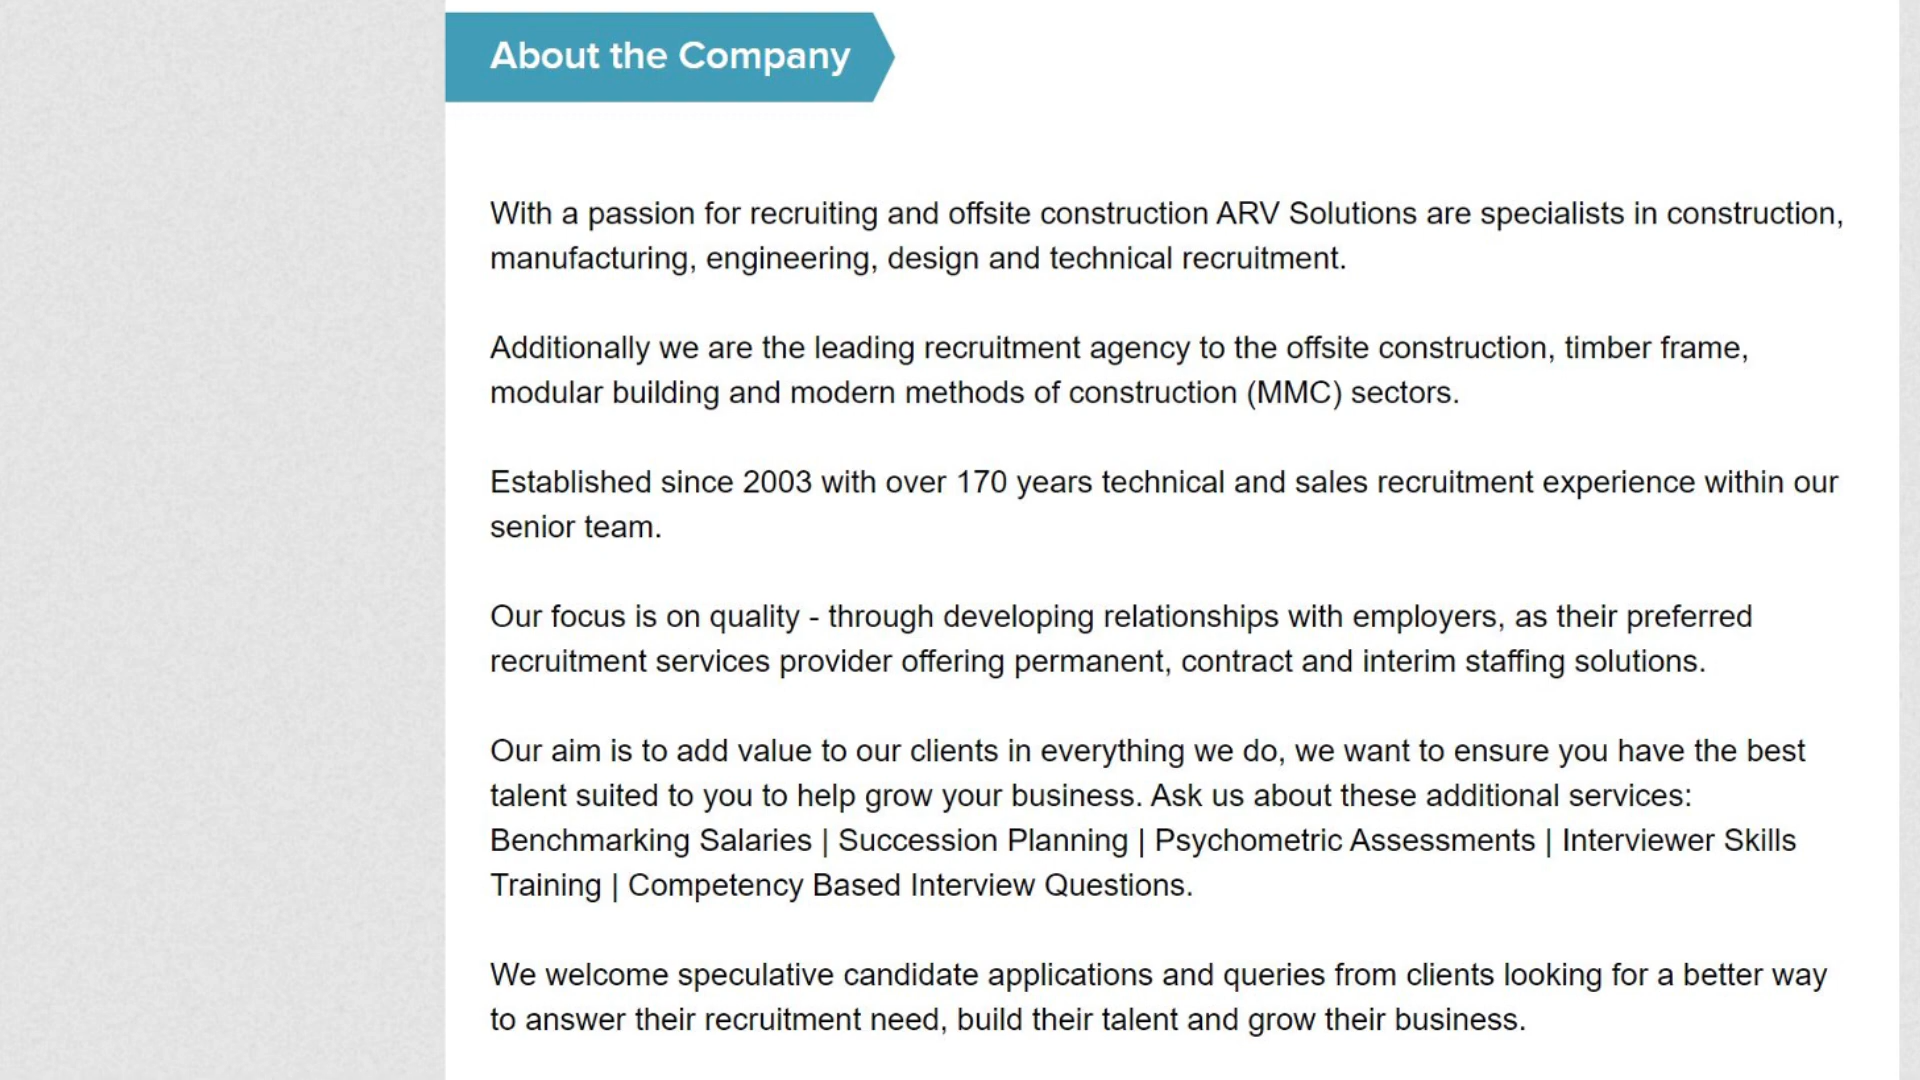 About the Company
With a passion for recruiting and offsite construction ARV Solutions are specialists in construction,
manufacturing, engineering, design and technical recruitment.
Additionally we are the leading recruitment agency to the offsite construction, timber frame,
modular building and modern methods of construction (MMC) sectors.
Established since 2003 with over 170 years technical and sales recruitment experience within our
senior team.
Our focus is on quality - through developing relationships with employers, as their preferred
recruitment services provider offering permanent, contract and interim staffing solutions.
Our aim is to add value to our clients in everything we do, we want to ensure you have the best
talent suited to you to help grow your business. Ask us about these additional services:
Benchmarking Salaries | Succession Planning | Psychometric Assessments | Interviewer Skills
Training | Competency Based Interview Questions.
We welcome speculative candidate applications and queries from clients looking for a better way
to answer their recruitment need, build their talent and grow their business.